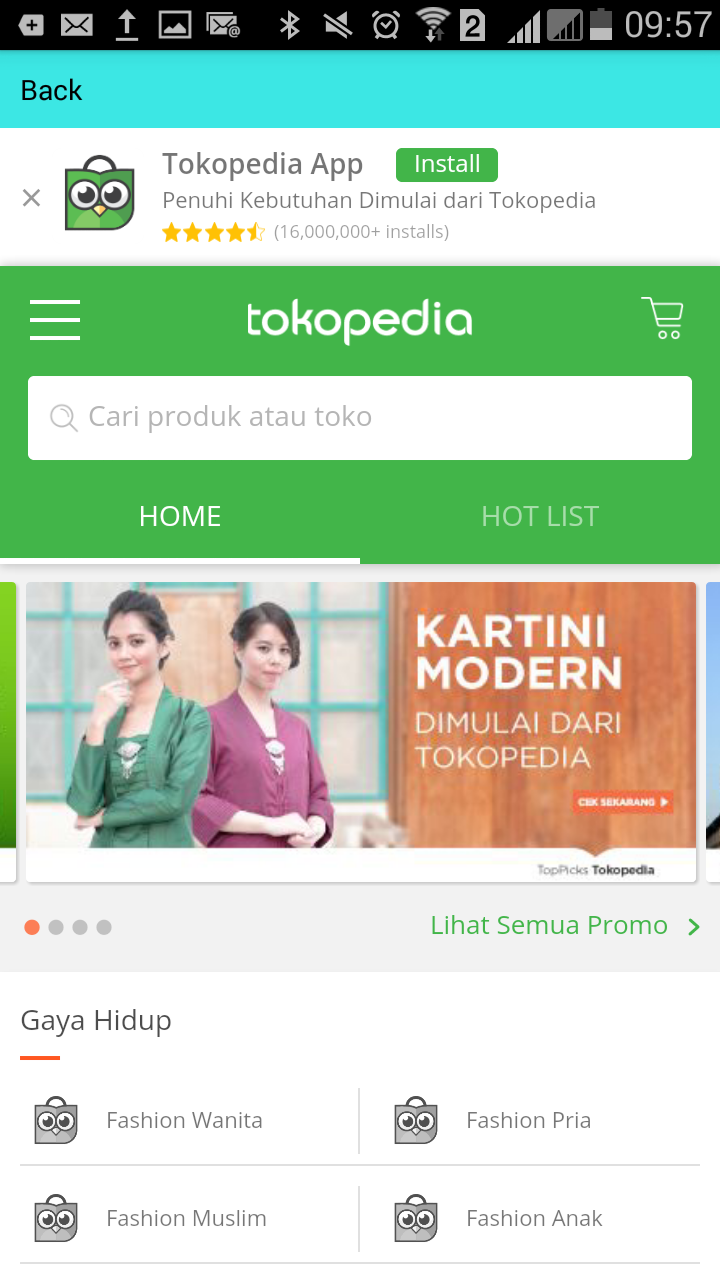 2
09:57
Back
Tokopedia App
Install
Penuhi Kebutuhan Dimulai dari Tokopedia
(16,000,000+ installs)
tokopedia
Cari produk atau toko
HOME
HOT LIST
KARTINI
MODERN
DIMULAI DARI
TOKOPEDIA
CEK SEKARANG
TopPicks Tokopedia
Lihat Semua Promo
Gaya Hidup
Fashion Wanita
Fashion Pria
Fashion Muslim
Fashion Anak